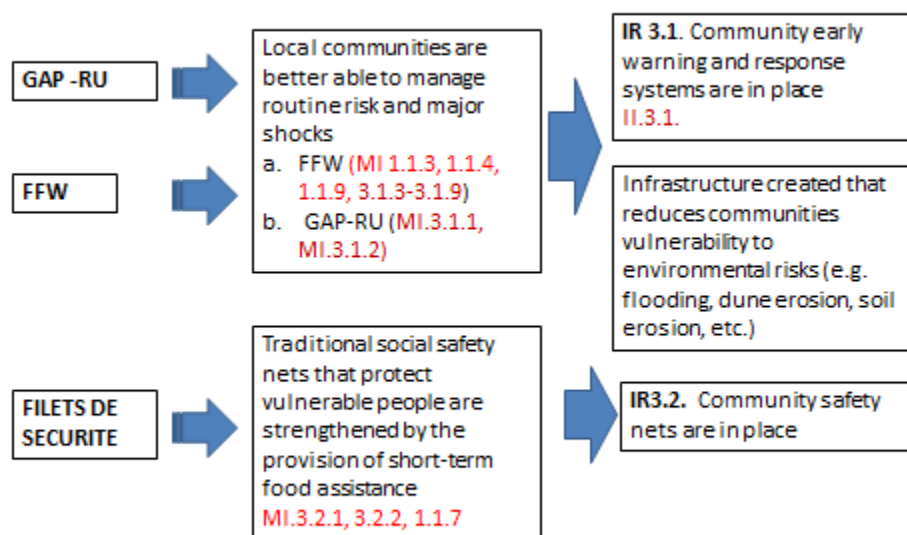 GAP -RU
FFW
Local communities are
better able to manage
routine risk and major
shocks
a. FFW (MI 1.1.3, 1.1.4,
1.1.9, 3.1.3-3.1.9)
b. GAP-RU (MI.3.1.1,
MI.3.1.2)
IR 3.1. Community early
warning and response
systems are in place
II.3.1.
Infrastructure created that
reduces communities
vulnerability to
environmental risks (e.g.
flooding, dune erosion, soil
erosion, etc.)
FILETS DE
SECURITE
Traditional social safety
nets that protect
vulnerable people are
strengthened by the
provision of short-term
food assistance
MI.3.2.1, 3.2.2, 1.1.7
IR3.2. Community safety
nets are in place